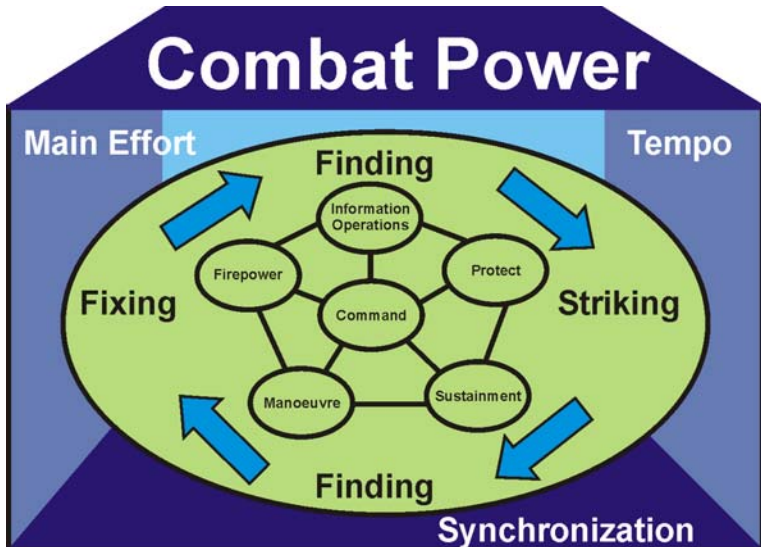 Combat Power
Main Effort
Tempo
Finding
Information
Operations
Firepower
Protect
Fixing
Command
Striking
Manoeuvre
Sustainment
Finding
Synchronization